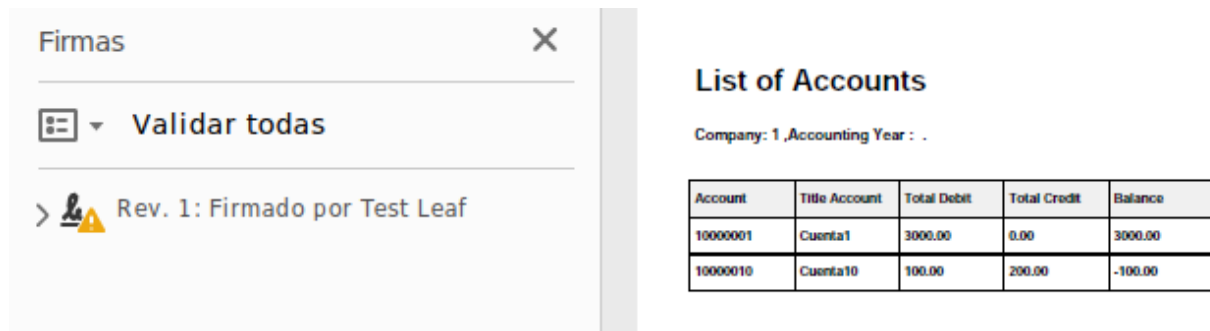 Firmas
Validar todas
Rev. 1: Firmado por Test Leaf
List of Accounts
Company: 1 ,Accounting Year : .
Account Title Account Total Debit Total Credit Balance
10000001 Cuenta1 3000.00 0.00 3000.00
10000010 Cuenta10 100.00 200.00 -100.00